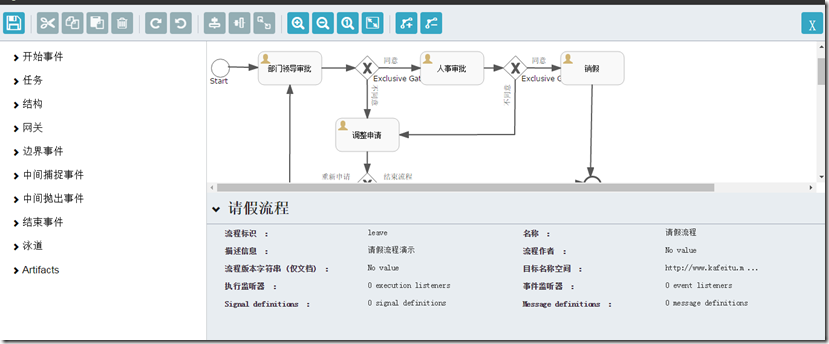 X
开始事件
任务
结构
网关
边界事件
中间捕捉事件
中间抛出事件
结束事件
泳道
Artifacts
Start
部门领导审批
同意
Exclusive Gat
不同意
人事审批
同意
Exclusive Ga
不同意
销假
调整申请
重新申请
结束流程
请假流程
流程标识 : leave 名称 : 请假流程
描述信息 : 请假流程演示 流程作者 : No value
流程版本字符串 (仅文档) : No value 目标名称空间 : http://www.kafeitu.m ...
执行监听器 : 0 execution listeners 事件监听器 : 0 event listeners
Signal definitions : 0 signal definitions Message definitions : 0 message definitions